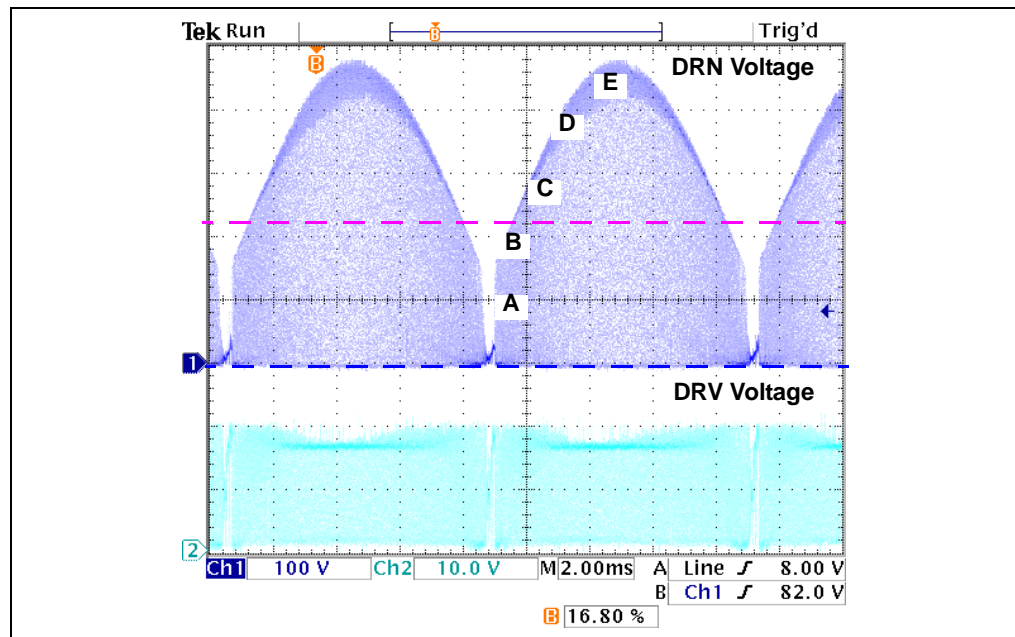 Tek Run
Trig'd
B
B
DRN Voltage
E
D
C
B
A
1
DRV Voltage
2
Ch1 100 V Ch2 10.0 V M 2.00ms A Line 8.00 V
B Ch1 82.0 V
B 16.80 %